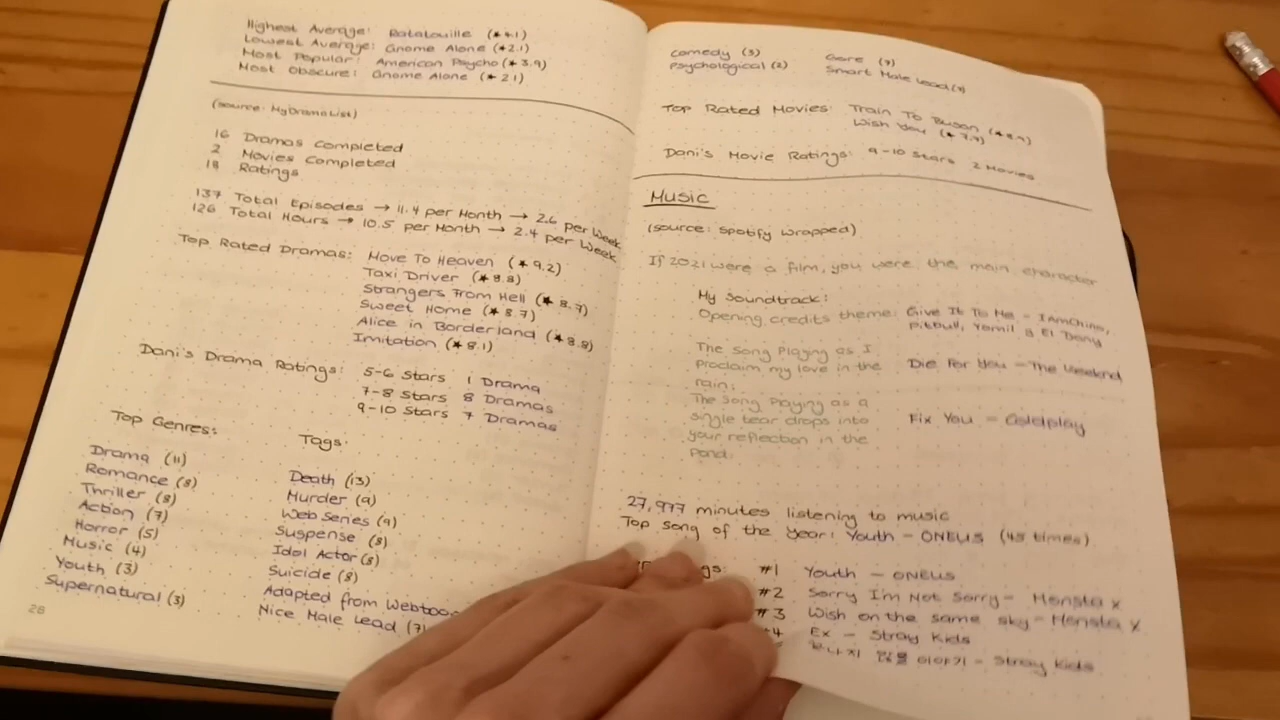 Highest Average: Ratatouille (★4.1)
Lowest Average: Gnome Alone (★2.1)
Most Popular: American Psycho (★3.9)
Most Obscure: Gnome Alone (★2.1)
(source: MyDramaList)
16 Dramas Completed
2 Movies Completed
18 Ratings
137 Total Episodes → 11.4 per Month → 2.6 per Week
126 Total Hours → 10.5 per Month → 2.4 per Week
Top Rated Dramas: Move To Heaven (★9.2)
Taxi Driver (★8.8)
Strangers From Hell (★8.7)
Sweet Home (★8.7)
Alice in Borderland (★8.8)
Imitation (★8.1)
Dani's Drama Ratings: 5-6 Stars 1 Drama
7-8 Stars 8 Dramas
9-10 Stars 7 Dramas
Top Genres: Tags:
Drama (11) Death (13)
Romance (8) Murder (9)
Thriller (8) Web Series (9)
Action (7) Suspense (8)
Horror (5) Idol Actor (8)
Music (4) Suicide (8)
Youth (3) Adapted from Webtoo
Supernatural (3) Nice Male Lead (7)
28
Comedy (3) Gore (7)
Psychological (2) Smart Male Lead
Top Rated Movies: Train To Busan
Wish You (★7.7)
Dani's Movie Ratings: 9-10 Stars 2 Movies
Music
(source: Spotify Wrapped)
If 2021 were a film, you were the main character
My Soundtrack:
Opening credits theme: Give It To Me - IAmChino,
Pitbull, Yomil & El Dany
The Song Playing as I
proclaim my love in the Die For You - The Weeknd
rain:
The Song Playing as a
single tear drops into Fix You - Coldplay
your reflection in the
pond:
27,977 minutes listening to music
Top song of the year: Youth - ONEUS (45 times)
gs: #1 Youth - ONEUS
#2 Sorry I'm Not Sorry - Monsta X
#3 Wish on the same sky - Monsta X
#4 Ex - Stray Kids
이야기 - Stray Kids